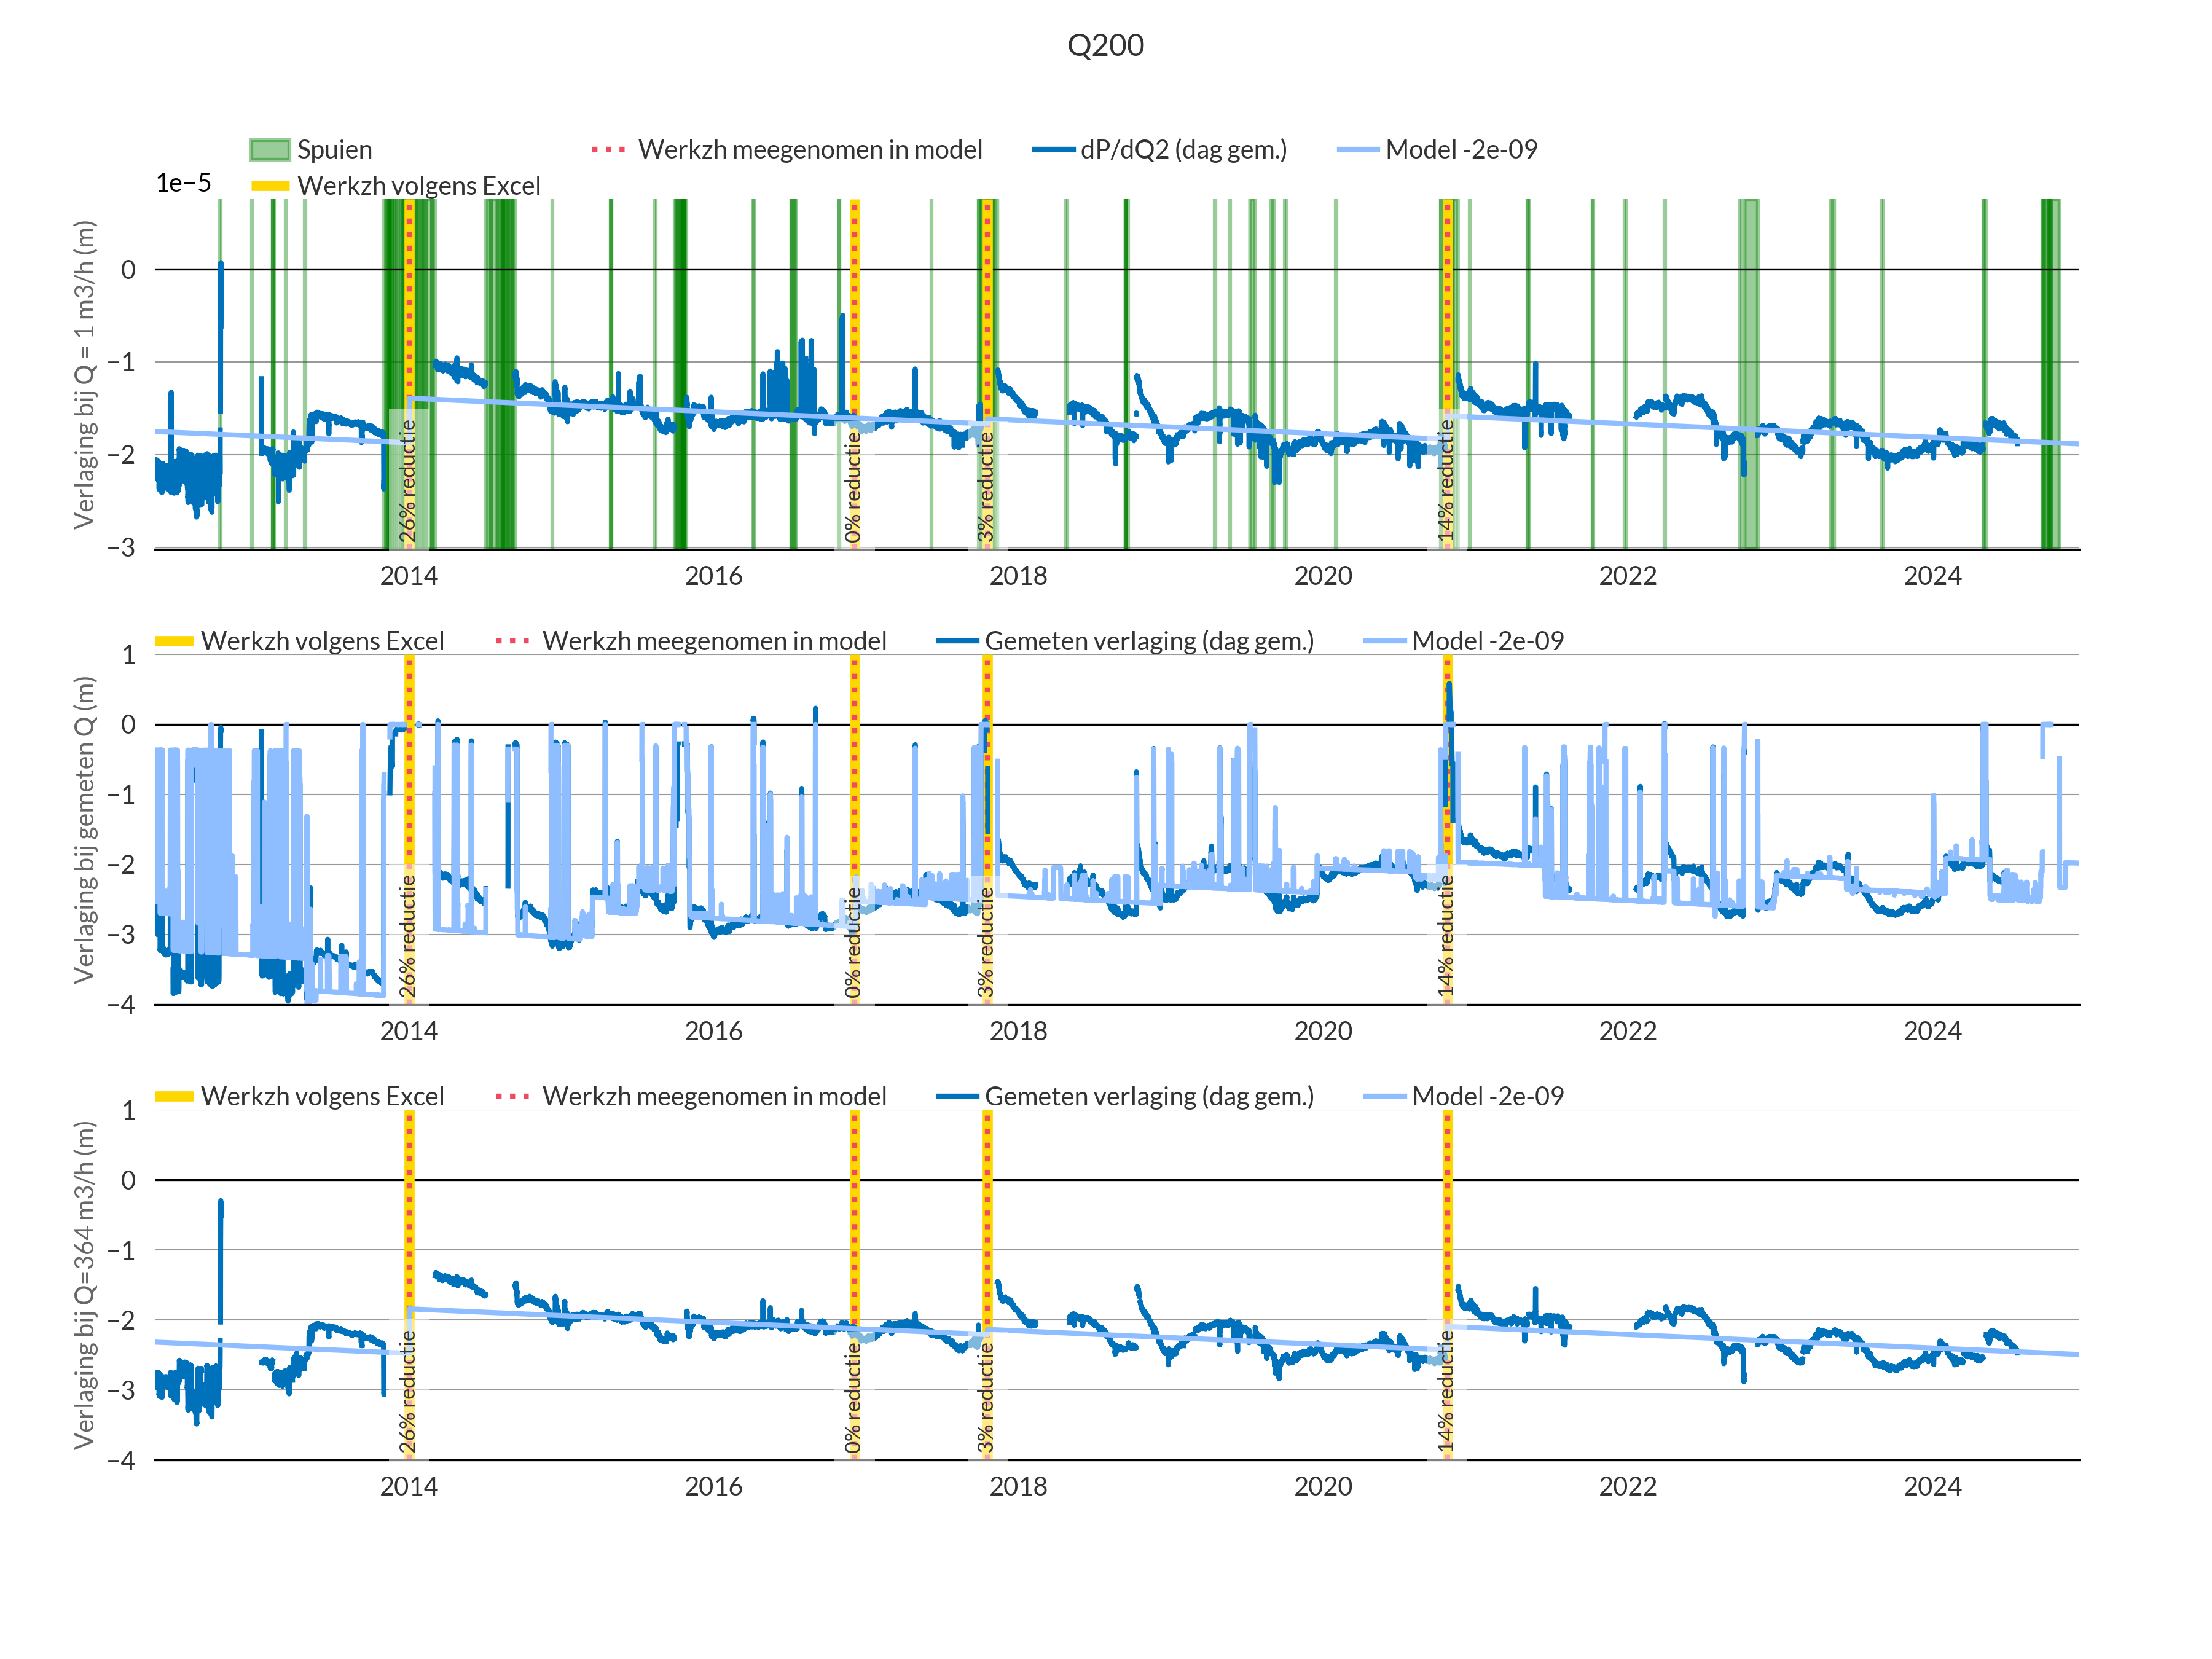 Q200
Spuien
Werkzh meegenomen in model
dP/dQ2 (dag gem.)
Model -2e-09
Werkzh volgens Excel
1e−5
Verlaging bij Q = 1 m3/h (m)
0
−1
−2
−3
26% reductie
0% reductie
3% reductie
14% reductie
2014 2016 2018 2020 2022 2024
Werkzh volgens Excel
Werkzh meegenomen in model
Gemeten verlaging (dag gem.)
Model -2e-09
Verlaging bij gemeten Q (m)
1
0
−1
−2
−3
−4
26% reductie
0% reductie
3% reductie
14% reductie
2014 2016 2018 2020 2022 2024
Werkzh volgens Excel
Werkzh meegenomen in model
Gemeten verlaging (dag gem.)
Model -2e-09
Verlaging bij Q=364 m3/h (m)
1
0
−1
−2
−3
−4
26% reductie
0% reductie
3% reductie
14% reductie
2014 2016 2018 2020 2022 2024